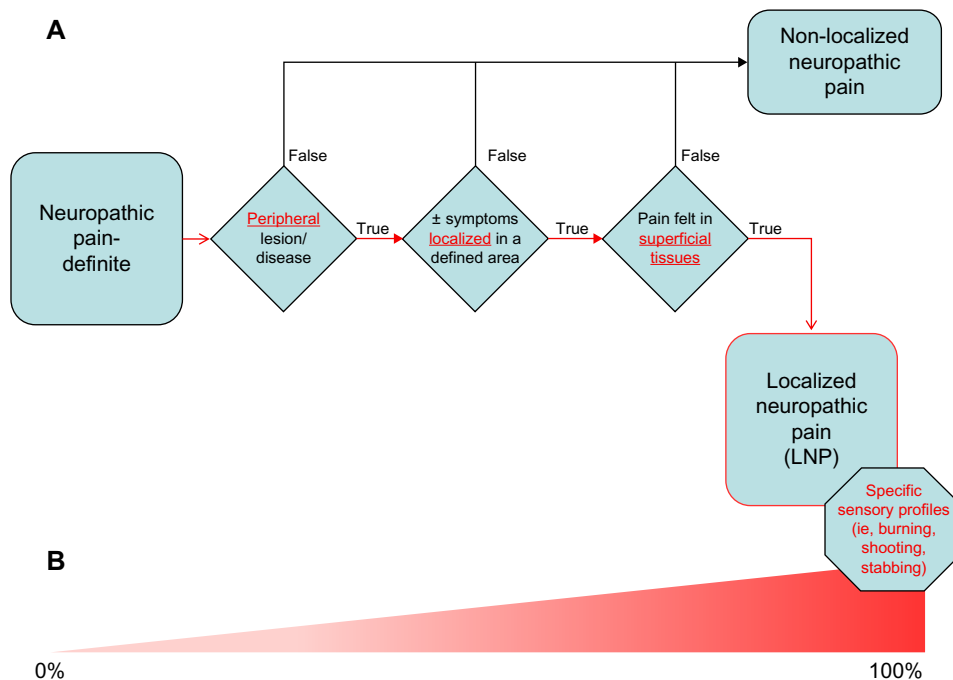 A
Non-localized
neuropathic
pain
False
False
False
Neuropathic
pain-
definite
Peripheral
lesion/
disease
True
± symptoms
localized in a
defined area
True
Pain felt in
superficial
tissues
True
Localized
neuropathic
pain
(LNP)
Specific
sensory profiles
(ie, burning,
shooting,
stabbing)
B
0%
100%